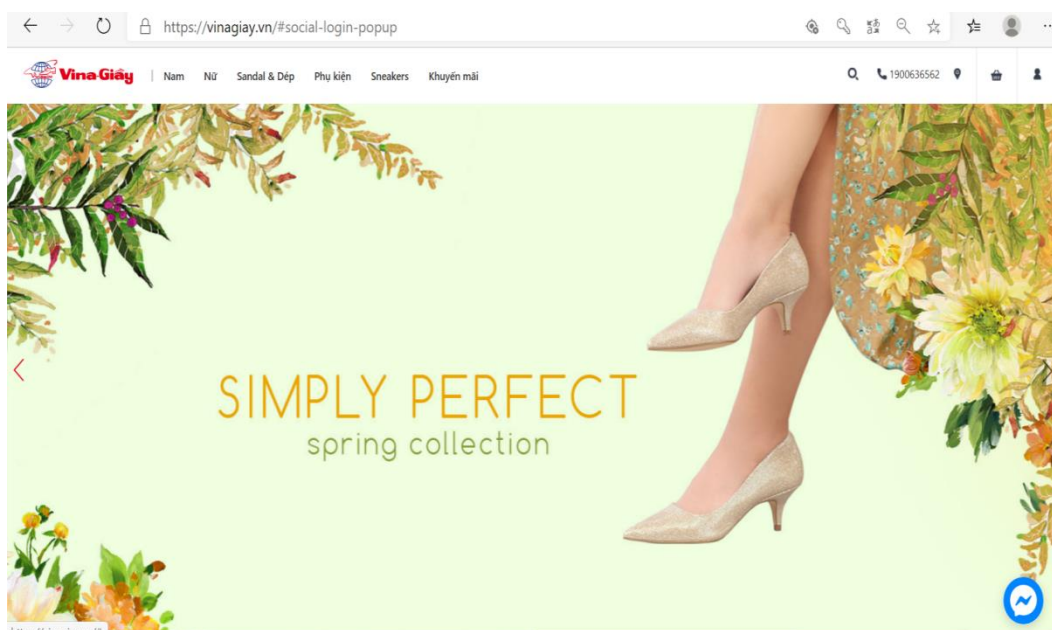 https://vinagiay.vn/#social-login-popup
Vina-Giầy
Nam Nữ Sandal & Dép Phụ kiện Sneakers Khuyến mãi
1900636562
SIMPLY PERFECT
spring collection